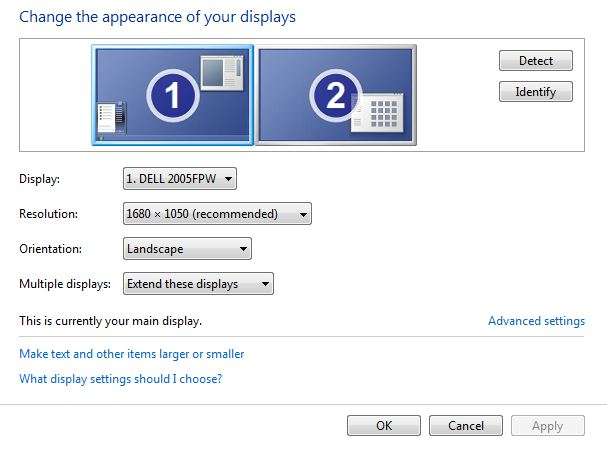 Change the appearance of your displays
1
2
Detect
Identify
Display: 1. DELL 2005FPW
Resolution: 1680 × 1050 (recommended)
Orientation: Landscape
Multiple displays: Extend these displays
This is currently your main display. Advanced settings
Make text and other items larger or smaller
What display settings should I choose?
OK Cancel Apply